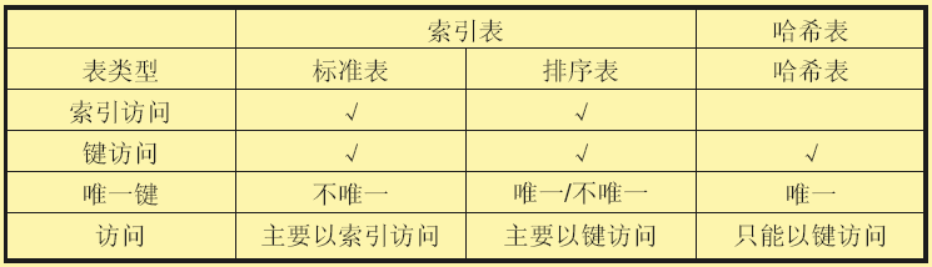 索引表 哈希表
表类型 标准表 排序表 哈希表
索引访问 √ √
键访问 √ √ √
唯一键 不唯一 唯一/不唯一 唯一
访问 主要以索引访问 主要以键访问 只能以键访问